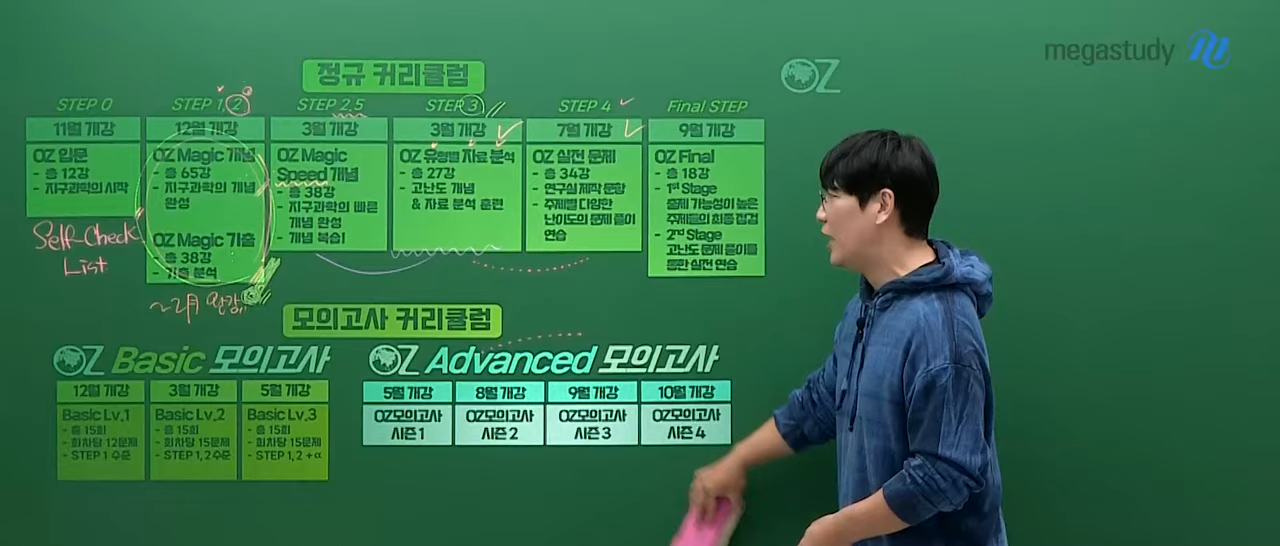 megastudy
정규 커리큘럼
OZ
STEP 0
11월 개강
OZ 입문
- 총 12강
- 지구과학의 시작
STEP 1, 2
12월 개강
OZ Magic 개념
- 총 65강
- 지구과학의 개념
완성
OZ Magic 기출
- 총 38강
- 기출 분석
STEP 2.5
3월 개강
OZ Magic
Speed 개념
- 총 38강
- 지구과학의 빠른
개념 완성
- 개념 복습!
STEP 3
3월 개강
OZ 유형별 자료 분석
- 총 27강
- 고난도 개념
& 자료 분석 훈련
STEP 4
7월 개강
OZ 실전 문제
- 총 34강
- 연구실 제작 문항
- 주제별 다양한
난이도의 문제 풀이
연습
Final STEP
9월 개강
OZ Final
- 총 18강
- 1st Stage
출제 가능성이 높은
주제들의 최종 점검
- 2nd Stage
고난도 문제 풀이를
통한 실전 연습
Self-Check
List
~2月 완강
모의고사 커리큘럼
OZ Basic 모의고사
12월 개강
Basic Lv.1
- 총 15회
- 회차당 12문제
- STEP 1 수준
3월 개강
Basic Lv.2
- 총 15회
- 회차당 15문제
- STEP 1, 2 수준
5월 개강
Basic Lv.3
- 총 15회
- 회차당 15문제
- STEP 1, 2 + α
OZ Advanced 모의고사
5월 개강
OZ모의고사
시즌 1
8월 개강
OZ모의고사
시즌 2
9월 개강
OZ모의고사
시즌 3
10월 개강
OZ모의고사
시즌 4